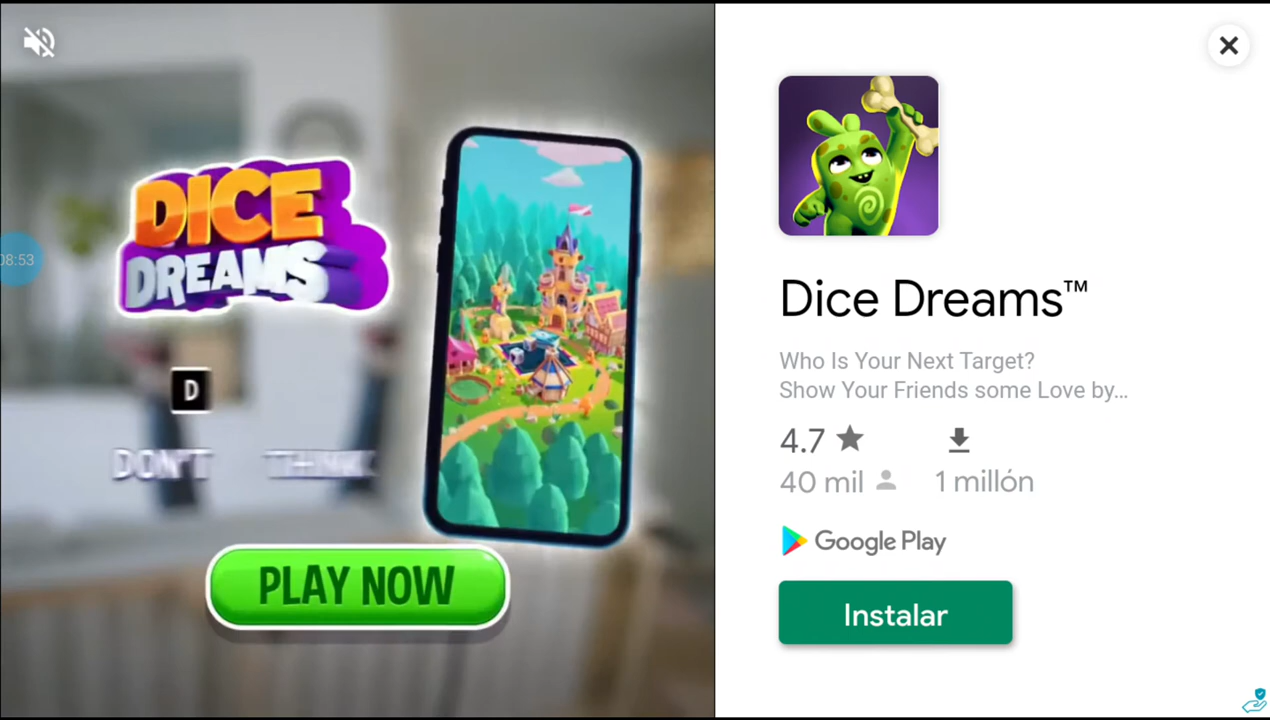 DICE
DREAMS
08:53
D
DON'T THINK
PLAY NOW
Dice Dreams™
Who Is Your Next Target?
Show Your Friends some Love by...
4.7
40 mil 1 millón
Google Play
Instalar